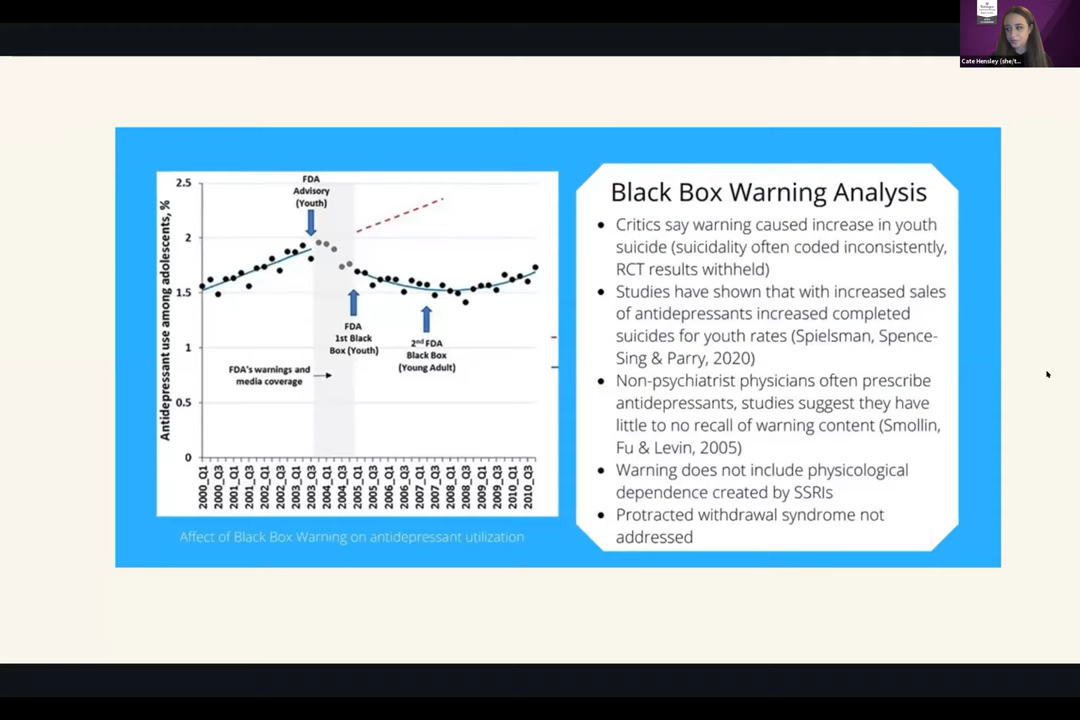 Cate Hensley (she/t...
2.5
2
1.5
1
0.5
0
Antidepressant use among adolescents, %
FDA
Advisory
(Youth)
FDA
1st Black
Box (Youth)
2nd FDA
Black Box
(Young Adult)
FDA's warnings and
media coverage
2000_Q1
2000_Q3
2001_Q1
2001_Q3
2002_Q1
2002_Q3
2003_Q1
2003_Q3
2004_Q1
2004_Q3
2005_Q1
2005_Q3
2006_Q1
2006_Q3
2007_Q1
2007_Q3
2008_Q1
2008_Q3
2009_Q1
2009_Q3
2010_Q1
2010_Q3
Affect of Black Box Warning on antidepressant utilization
Black Box Warning Analysis
• Critics say warning caused increase in youth
suicide (suicidality often coded inconsistently,
RCT results withheld)
• Studies have shown that with increased sales
of antidepressants increased completed
suicides for youth rates (Spielsman, Spence-
Sing & Parry, 2020)
• Non-psychiatrist physicians often prescribe
antidepressants, studies suggest they have
little to no recall of warning content (Smollin,
Fu & Levin, 2005)
• Warning does not include physicological
dependence created by SSRIs
• Protracted withdrawal syndrome not
addressed